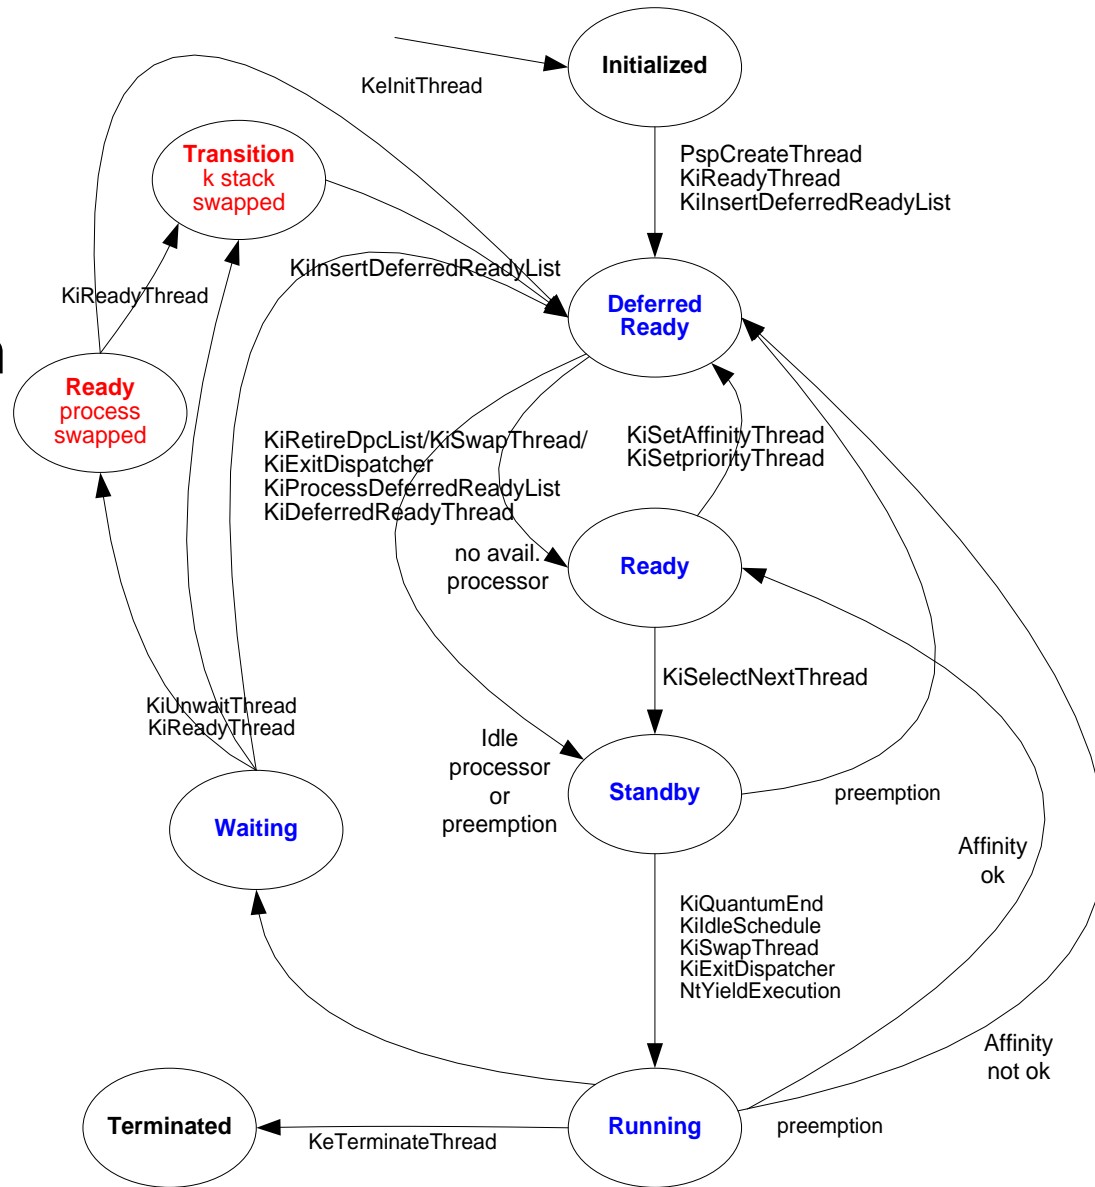 Initialized
KeInitThread
PspCreateThread
KiReadyThread
KiInsertDeferredReadyList
Transition
k stack
swapped
KiInsertDeferredReadyList
KiReadyThread
Deferred
Ready
Ready
process
swapped
KiRetireDpcList/KiSwapThread/
KiExitDispatcher
KiProcessDeferredReadyList
KiDeferredReadyThread
KiSetAffinityThread
KiSetpriorityThread
no avail.
processor
Ready
KiSelectNextThread
KiUnwaitThread
KiReadyThread
Idle
processor
or
preemption
Standby
preemption
Waiting
Affinity
ok
KiQuantumEnd
KiIdleSchedule
KiSwapThread
KiExitDispatcher
NtYieldExecution
Affinity
not ok
Terminated
KeTerminateThread
Running
preemption